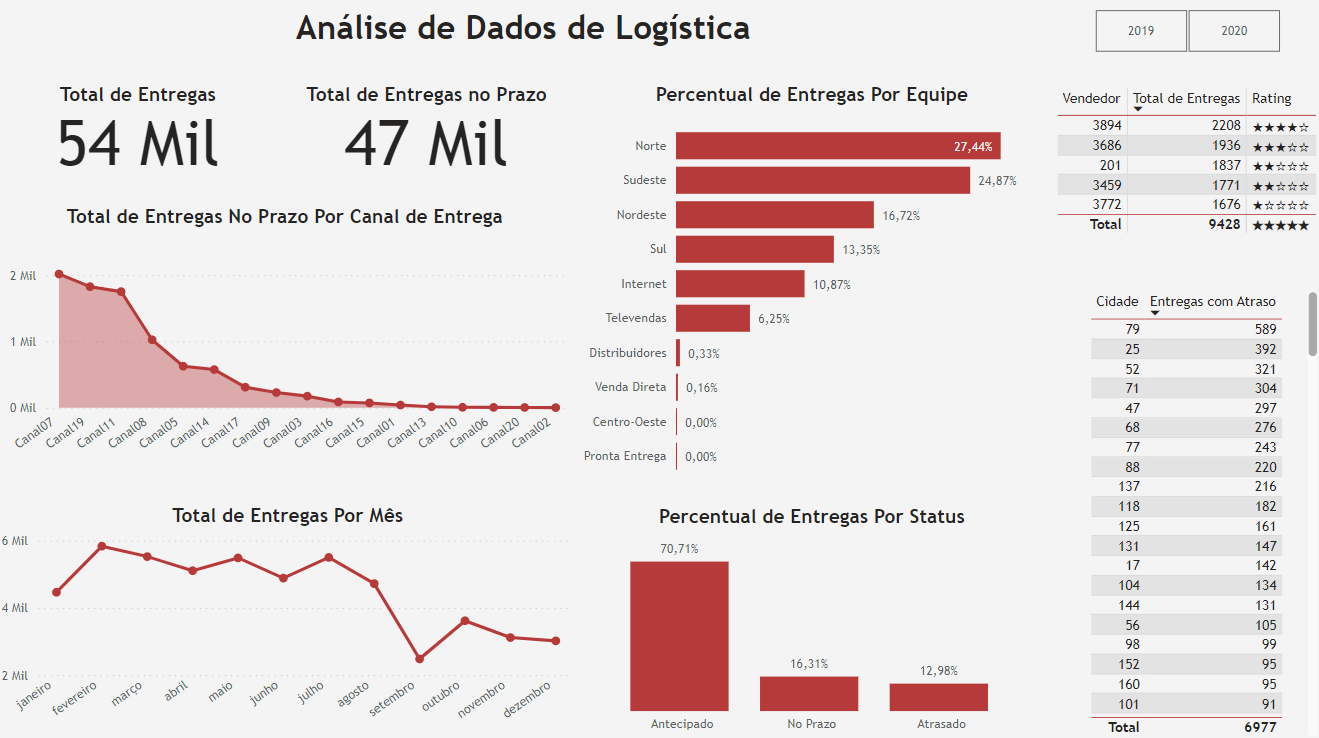 Análise de Dados de Logística
2019
2020
Total de Entregas
54 Mil
Total de Entregas no Prazo
47 Mil
Total de Entregas No Prazo Por Canal de Entrega
2 Mil
1 Mil
0 Mil
Canal07
Canal19
Canal11
Canal08
Canal05
Canal14
Canal17
Canal09
Canal03
Canal16
Canal15
Canal01
Canal13
Canal10
Canal06
Canal20
Canal02
Percentual de Entregas Por Equipe
Norte 27,44%
Sudeste 24,87%
Nordeste 16,72%
Sul 13,35%
Internet 10,87%
Televendas 6,25%
Distribuidores 0,33%
Venda Direta 0,16%
Centro-Oeste 0,00%
Pronta Entrega 0,00%
Vendedor Total de Entregas Rating
3894 2208 ★★★★☆
3686 1936 ★★★☆☆
201 1837 ★★☆☆☆
3459 1771 ★★☆☆☆
3772 1676 ★☆☆☆☆
Total 9428 ★★★★★
Total de Entregas Por Mês
6 Mil
4 Mil
2 Mil
janeiro
fevereiro
março
abril
maio
junho
julho
agosto
setembro
outubro
novembro
dezembro
Percentual de Entregas Por Status
70,71%
16,31%
12,98%
Antecipado
No Prazo
Atrasado
Cidade Entregas com Atraso
79 589
25 392
52 321
71 304
47 297
68 276
77 243
88 220
137 216
118 182
125 161
131 147
17 142
104 134
144 131
56 105
98 99
152 95
160 95
101 91
Total 6977